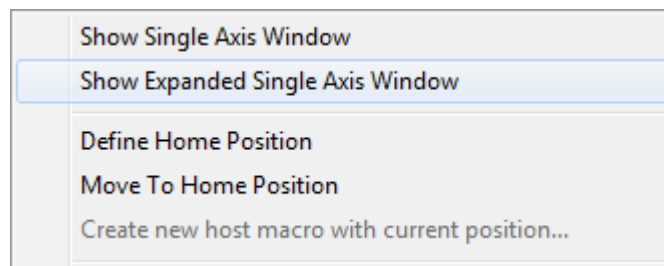 Show Single Axis Window
Show Expanded Single Axis Window
Define Home Position
Move To Home Position
Create new host macro with current position...